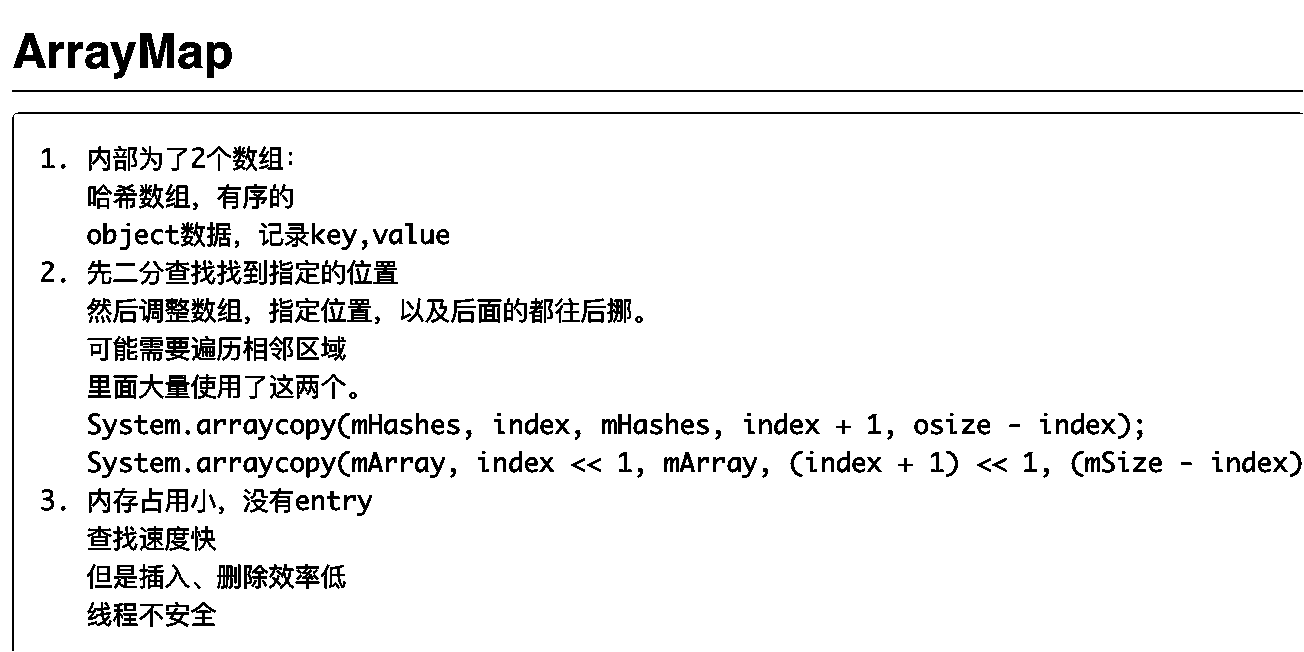 ArrayMap
1. 内部为了2个数组：
哈希数组，有序的
object数据，记录key,value
2. 先二分查找找到指定的位置
然后调整数组，指定位置，以及后面的都往后挪。
可能需要遍历相邻区域
里面大量使用了这两个。
System.arraycopy(mHashes, index, mHashes, index + 1, osize - index);
System.arraycopy(mArray, index << 1, mArray, (index + 1) << 1, (mSize - index)
3. 内存占用小，没有entry
查找速度快
但是插入、删除效率低
线程不安全